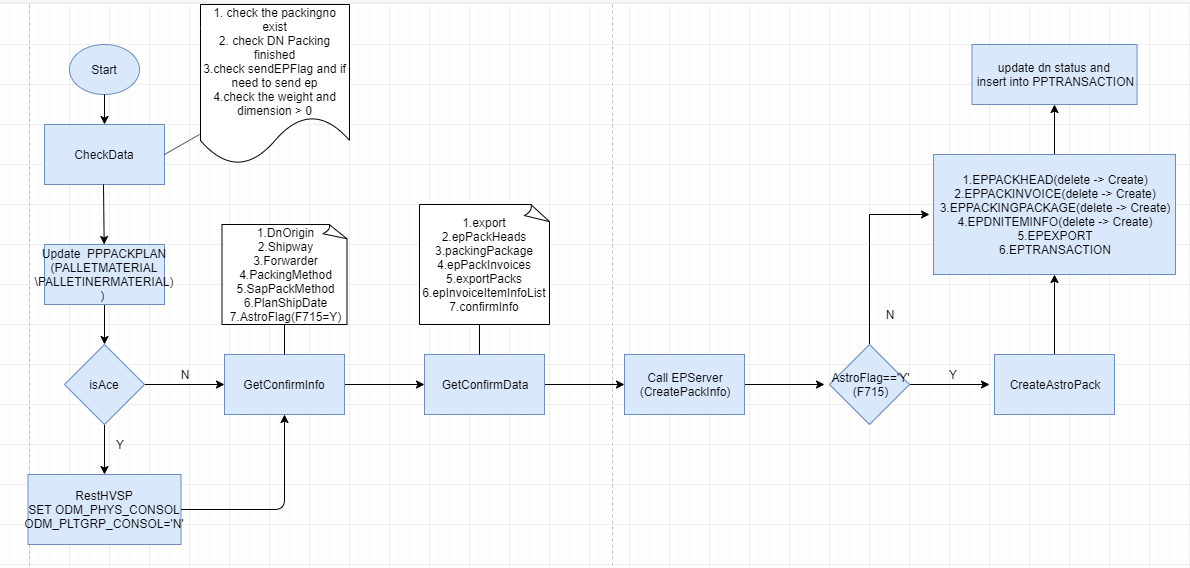 Start
CheckData
1. check the packingno
exist
2. check DN Packing
finished
3.check sendEPFlag and if
need to send ep
4.check the weight and
dimension > 0
Update  PPPACKPLAN
(PALLETMATERIAL
\PALLETINERMATERIAL)
)
isAce
N
Y
RestHVSP
SET ODM_PHYS_CONSOL
ODM_PLTGRP_CONSOL='N'
1.DnOrigin
2.Shipway
3.Forwarder
4.PackingMethod
5.SapPackMethod
6.PlanShipDate
7.AstroFlag(F715=Y)
GetConfirmInfo
1.export
2.epPackHeads
3.packingPackage
4.epPackInvoices
5.exportPacks
6.epInvoiceItemInfoList
7.confirmInfo
GetConfirmData
Call EPServer
(CreatePackInfo)
AstroFlag=='Y'
(F715)
N
Y
CreateAstroPack
1.EPPACKHEAD(delete -> Create)
2.EPPACKINVOICE(delete -> Create)
3.EPPACKINGPACKAGE(delete -> Create)
4.EPDNITEMINFO(delete -> Create)
5.EPEXPORT
6.EPTRANSACTION
update dn status and
insert into PPTRANSACTION